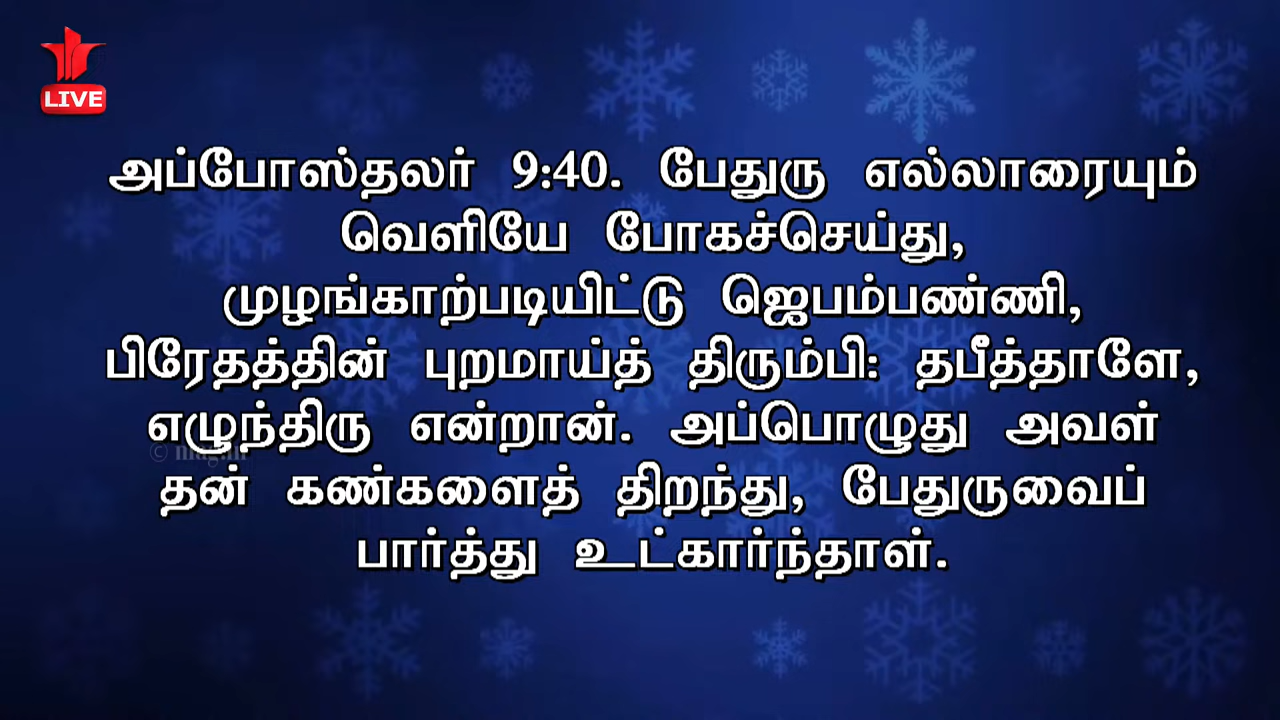 LIVE
அப்போஸ்தலர் 9:40. பேதுரு எல்லாரையும்
வெளியே போகச்செய்து,
முழங்காற்படியிட்டு ஜெபம்பண்ணி,
பிரேதத்தின் புறமாய்த் திரும்பி: தபீத்தாளே,
எழுந்திரு என்றான். அப்பொழுது அவள்
தன் கண்களைத் திறந்து, பேதுருவைப்
பார்த்து உட்கார்ந்தாள்.